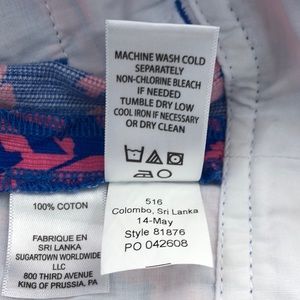 MACHINE WASH COLD
SEPARATELY
NON-CHLORINE BLEACH
IF NEEDED
TUMBLE DRY LOW
COOL IRON IF NECESSARY
OR DRY CLEAN
100% COTTON
FABRIQUE EN
SRI LANKA
SUGARTOWN WORLDWIDE
LLC
800 THIRD AVENUE
KING OF PRUSSIA, PA
516
Colombo, Sri Lanka
14-May
Style 81876
PO 042608